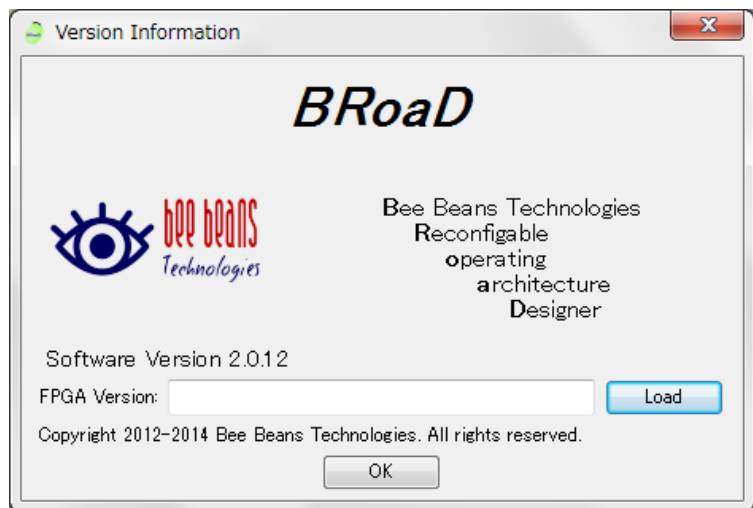 Version Information
BRoaD
bee beans
Technologies
Bee Beans Technologies
Reconfigable
operating
architecture
Designer
Software Version 2.0.12
FPGA Version:
Load
Copyright 2012-2014 Bee Beans Technologies. All rights reserved.
OK